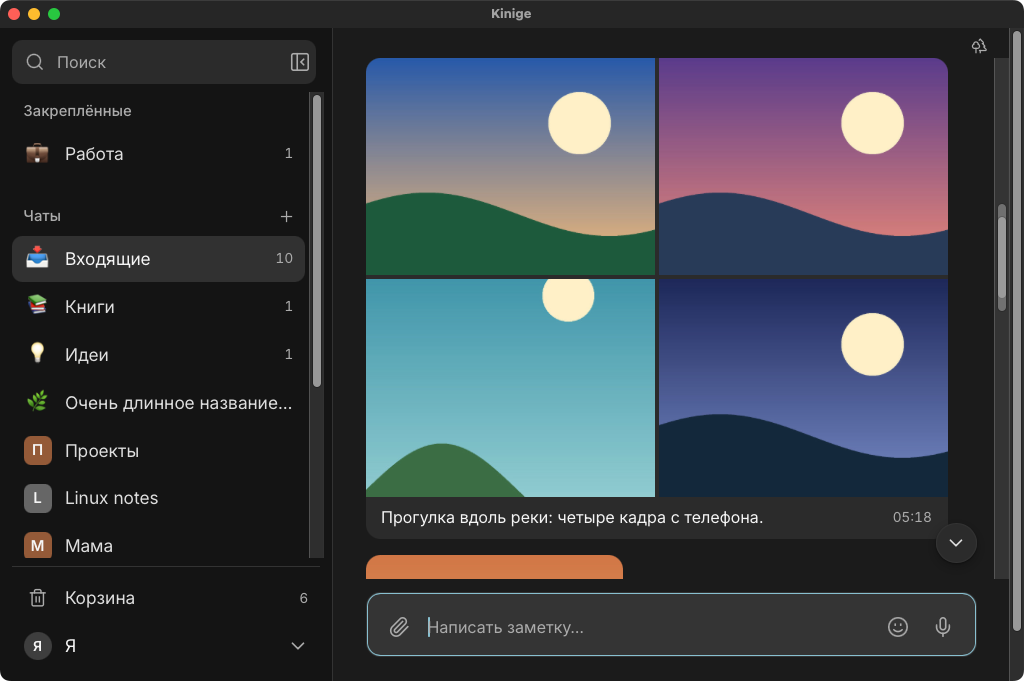 Kinige
Поиск
Закреплённые
Работа 1
Чаты
Входящие 10
Книги 1
Идеи 1
Очень длинное название...
П Проекты
L Linux notes
М Мама
Корзина 6
Я Я
Прогулка вдоль реки: четыре кадра с телефона. 05:18
Написать заметку...